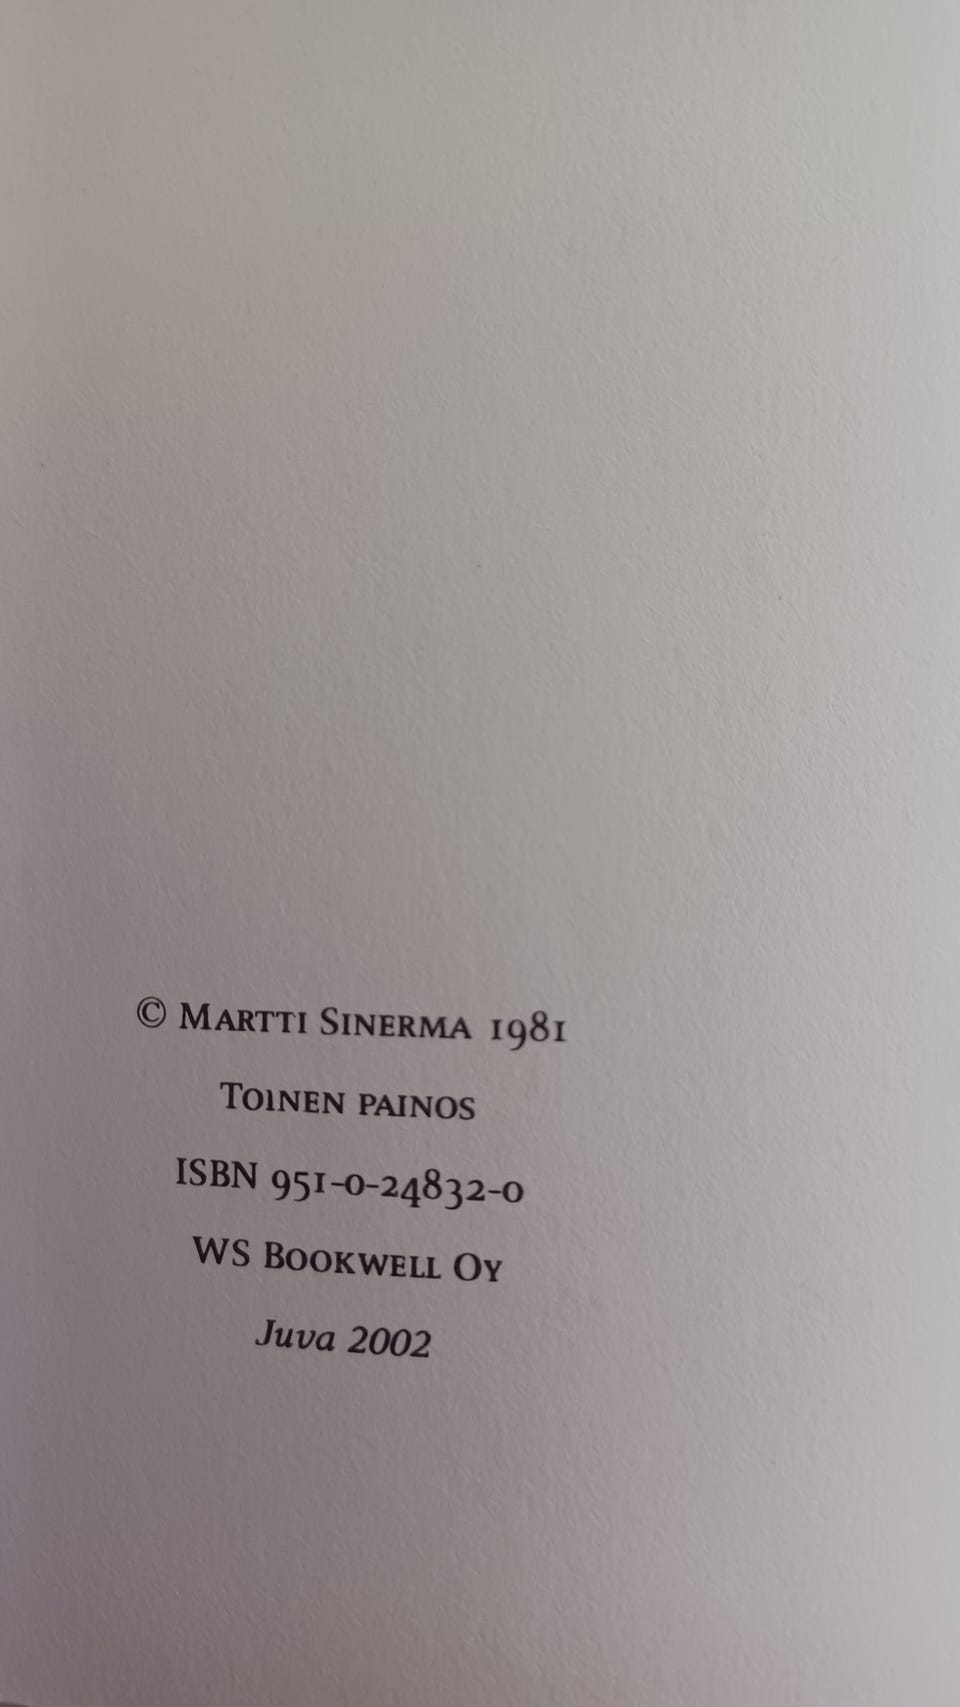 © Martti Sinerma 1981
Toinen painos
ISBN 951-0-24832-0
WS Bookwell Oy
Juva 2002